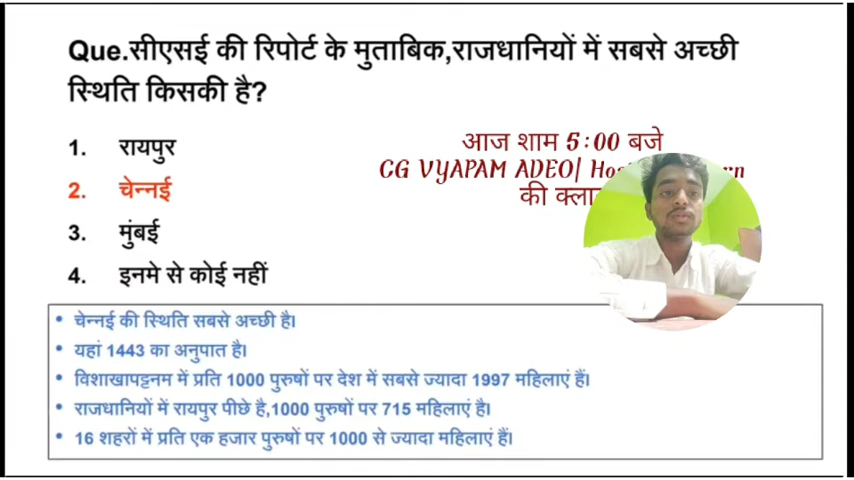 Que.सीएसई की रिपोर्ट के मुताबिक,राजधानियों में सबसे अच्छी
स्थिति किसकी है?
1. रायपुर
2. चेन्नई
3. मुंबई
4. इनमे से कोई नहीं
आज शाम 5:00 बजे
CG VYAPAM ADEO|
की
• चेन्नई की स्थिति सबसे अच्छी है।
• यहां 1443 का अनुपात है।
• विशाखापट्टनम में प्रति 1000 पुरुषों पर देश में सबसे ज्यादा 1997 महिलाएं हैं।
• राजधानियों में रायपुर पीछे है,1000 पुरुषों पर 715 महिलाएं है।
• 16 शहरों में प्रति एक हजार पुरुषों पर 1000 से ज्यादा महिलाएं हैं।